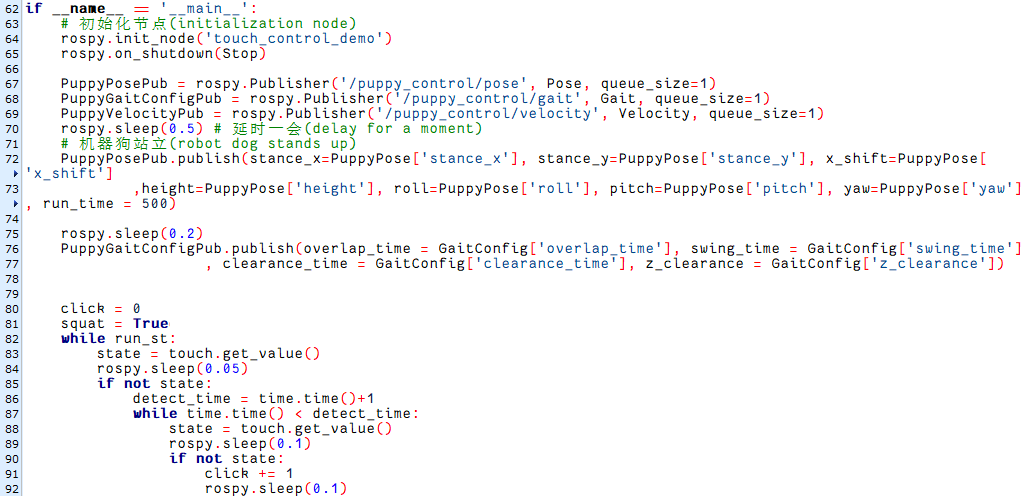 62 if __name__ == '__main__':
63     # 初始化节点(initialization node)
64     rospy.init_node('touch_control_demo')
65     rospy.on_shutdown(Stop)
66
67     PuppyPosePub = rospy.Publisher('/puppy_control/pose', Pose, queue_size=1)
68     PuppyGaitConfigPub = rospy.Publisher('/puppy_control/gait', Gait, queue_size=1)
69     PuppyVelocityPub = rospy.Publisher('/puppy_control/velocity', Velocity, queue_size=1)
70     rospy.sleep(0.5) # 延时一会(delay for a moment)
71     # 机器狗站立(robot dog stands up)
72     PuppyPosePub.publish(stance_x=PuppyPose['stance_x'], stance_y=PuppyPose['stance_y'], x_shift=PuppyPose[
'x_shift']
73             ,height=PuppyPose['height'], roll=PuppyPose['roll'], pitch=PuppyPose['pitch'], yaw=PuppyPose['yaw']
, run_time = 500)
74
75     rospy.sleep(0.2)
76     PuppyGaitConfigPub.publish(overlap_time = GaitConfig['overlap_time'], swing_time = GaitConfig['swing_time']
77                     , clearance_time = GaitConfig['clearance_time'], z_clearance = GaitConfig['z_clearance'])
78
79
80     click = 0
81     squat = True
82     while run_st:
83         state = touch.get_value()
84         rospy.sleep(0.05)
85         if not state:
86             detect_time = time.time()+1
87             while time.time() < detect_time:
88                 state = touch.get_value()
89                 rospy.sleep(0.1)
90                 if not state:
91                     click += 1
92                     rospy.sleep(0.1)